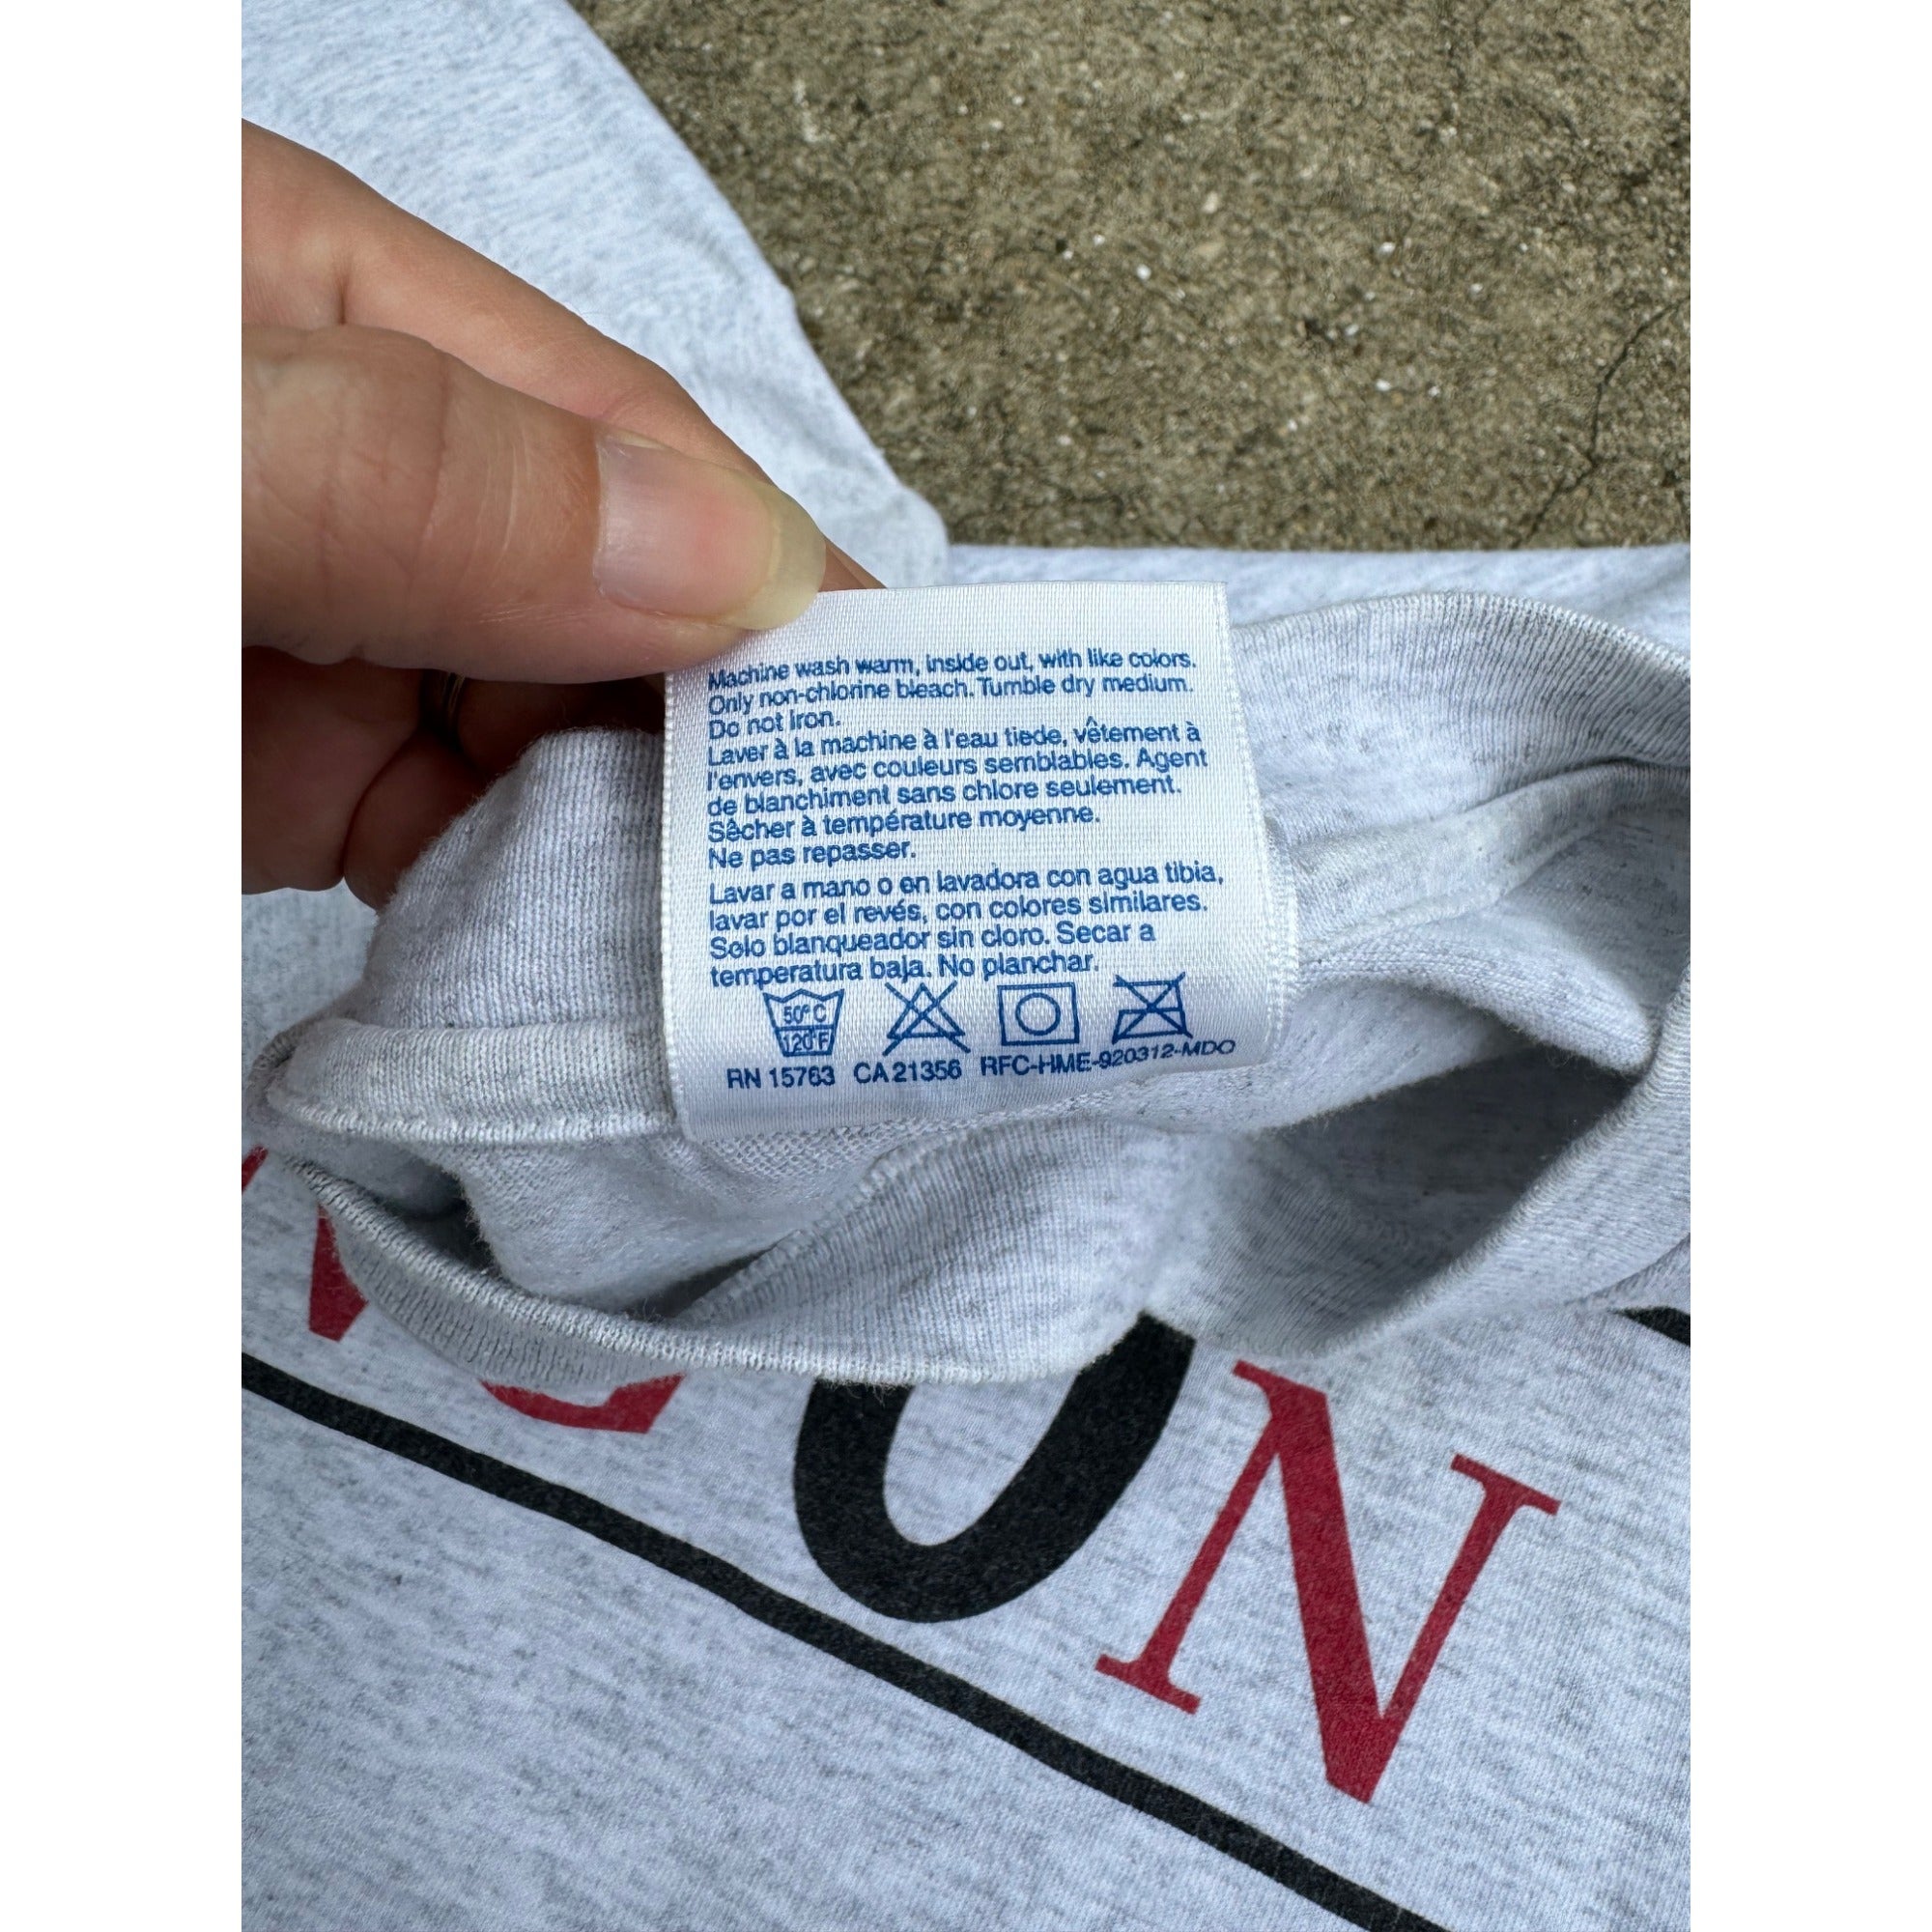 Machine wash warm, inside out, with like colors.
Only non-chlorine bleach. Tumble dry medium.
Do not iron.
Laver à la machine à l'eau tiede, vêtement à
l'envers, avec couleurs semblables. Agent
de blanchiment sans chlore seulement.
Sêcher à température moyenne.
Ne pas repasser.
Lavar a mano o en lavadora con agua tibia,
lavar por el revés, con colores similares.
Solo blanqueador sin cloro. Secar a
temperatura baja. No planchar.
50°C
120°F
RN 15763 CA 21356 RFC-HME-920312-MDO
ON